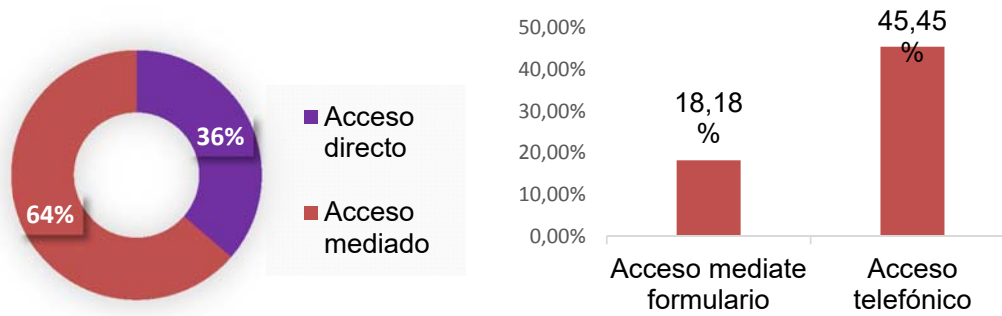 36%
64%
Acceso
directo
Acceso
mediado
50,00%
40,00%
30,00%
20,00%
10,00%
0,00%
18,18
%
45,45
%
Acceso mediate
formulario
Acceso
telefónico